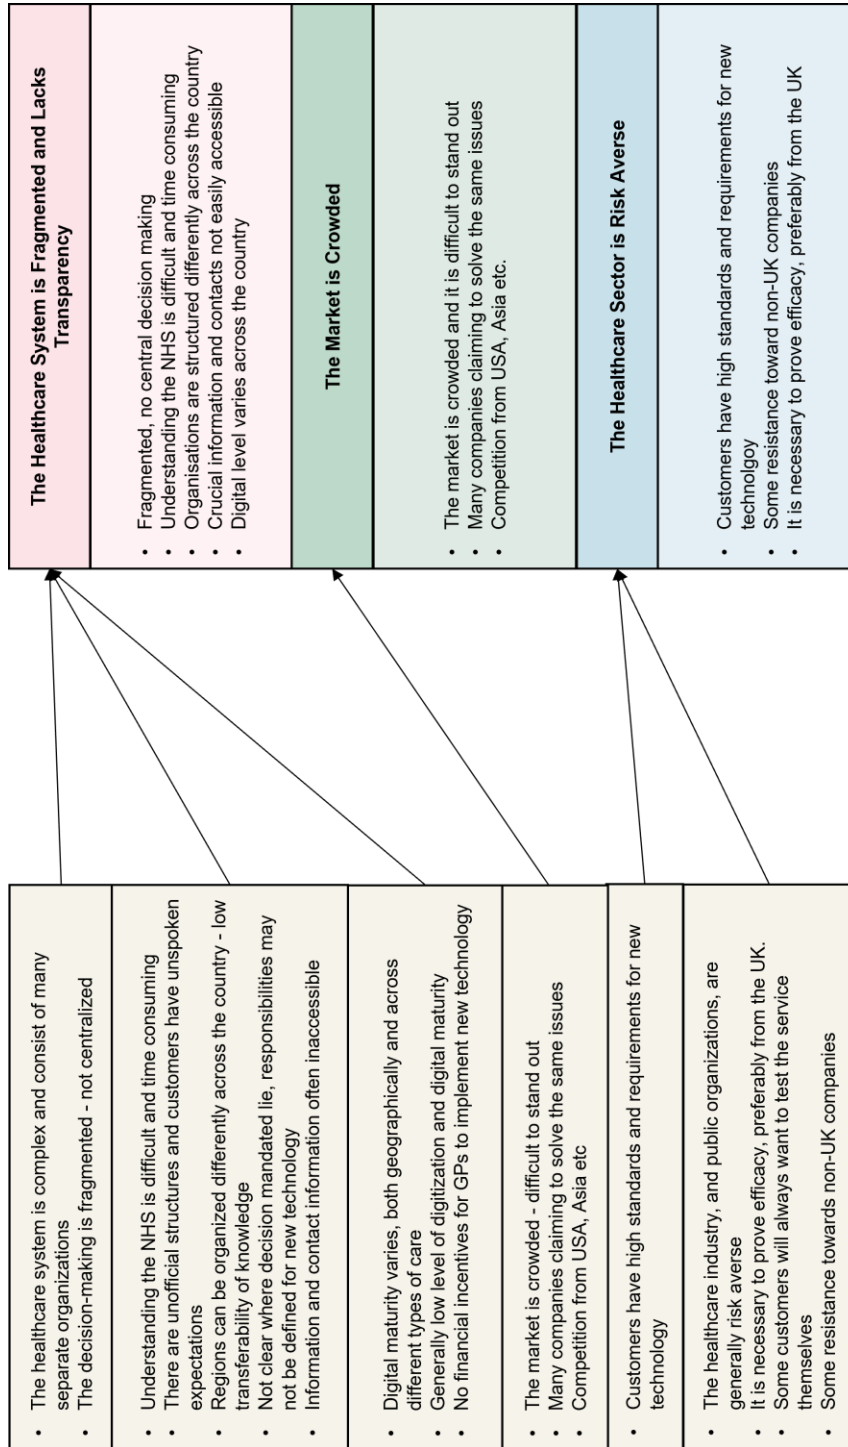 • The healthcare system is complex and consist of many
separate organizations
• The decision-making is fragmented - not centralized
• Understanding the NHS is difficult and time consuming
• There are unofficial structures and customers have unspoken
expectations
• Regions can be organized differently across the country - low
transferability of knowledge
• Not clear where decision mandated lie, responsibilities may
not be defined for new technology
• Information and contact information often inaccessible
• Digital maturity varies, both geographically and across
different types of care
• Generally low level of digitization and digital maturity
• No financial incentives for GPs to implement new technology
• The market is crowded - difficult to stand out
• Many companies claiming to solve the same issues
• Competition from USA, Asia etc
• Customers have high standards and requirements for new
technology
• The healthcare industry, and public organizations, are
generally risk averse
• It is necessary to prove efficacy, preferably from the UK.
• Some customers will always want to test the service
themselves
• Some resistance towards non-UK companies
The Healthcare System is Fragmented and Lacks
Transparency
• Fragmented, no central decision making
• Understanding the NHS is difficult and time consuming
• Organisations are structured differently across the country
• Crucial information and contacts not easily accessible
• Digital level varies across the country
The Market is Crowded
• The market is crowded and it is difficult to stand out
• Many companies claiming to solve the same issues
• Competition from USA, Asia etc.
The Healthcare Sector is Risk Averse
• Customers have high standards and requirements for new
technolgoy
• Some resistance toward non-UK companies
• It is necessary to prove efficacy, preferably from the UK